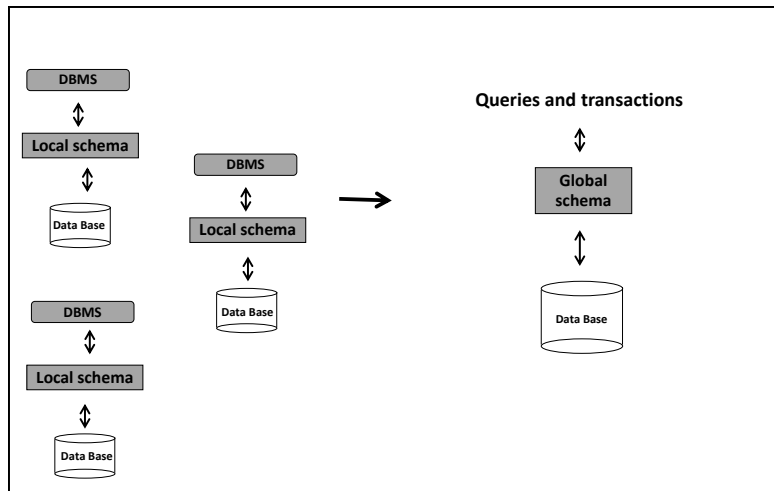 DBMS
Local schema
Data Base
DBMS
Local schema
Data Base
DBMS
Local schema
Data Base
Queries and transactions
Global
schema
Data Base